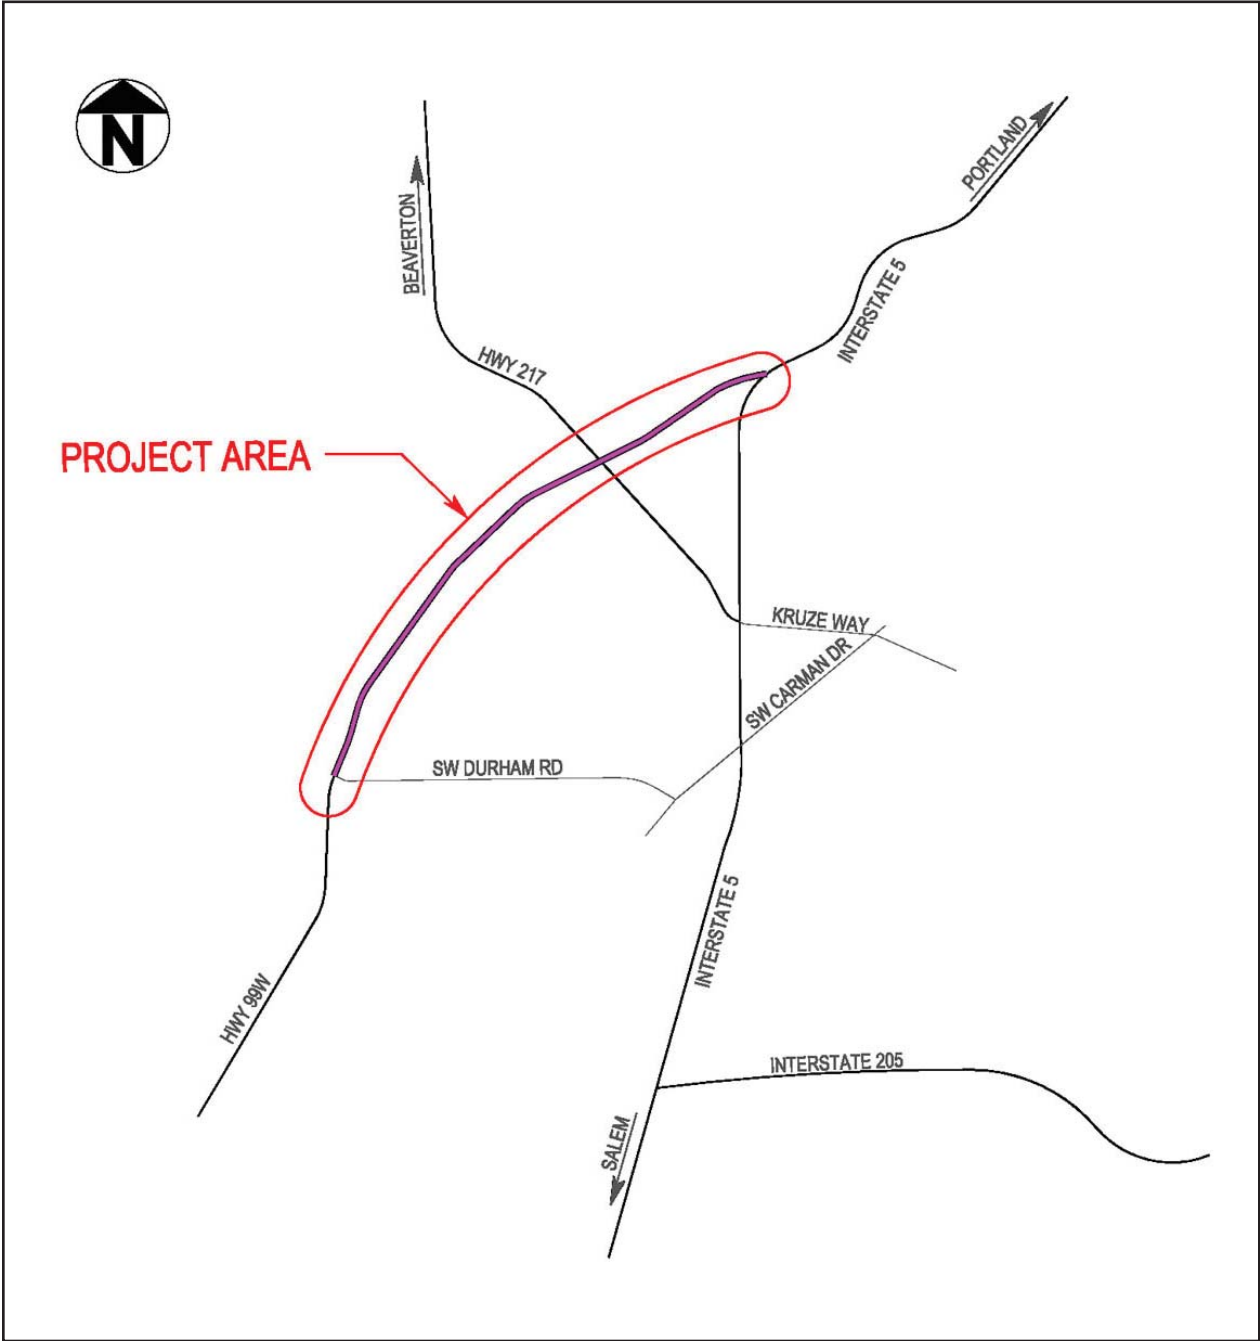 N
PORTLAND
BEAVERTON
INTERSTATE 5
HWY 217
PROJECT AREA
KRUZE WAY
SW CARMAN DR
SW DURHAM RD
INTERSTATE 5
HWY 99W
INTERSTATE 205
SALEM